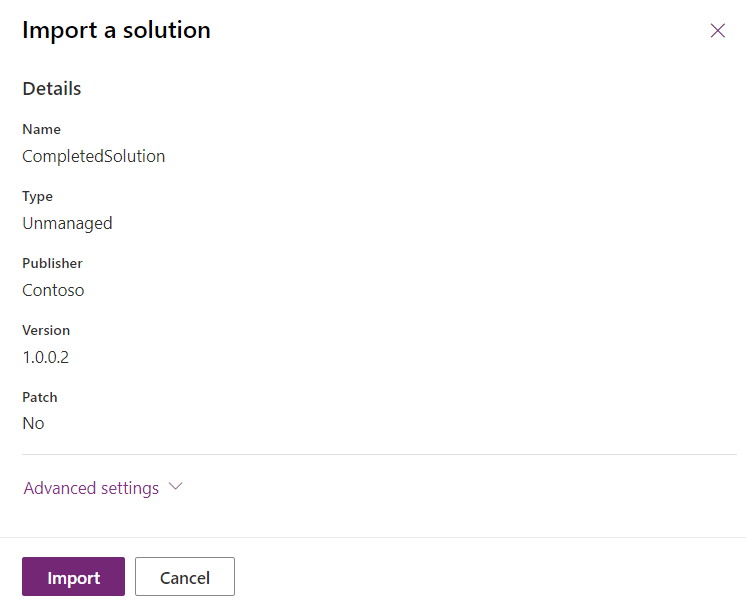 Import a solution
Details
Name
CompletedSolution
Type
Unmanaged
Publisher
Contoso
Version
1.0.0.2
Patch
No
Advanced settings
Import
Cancel